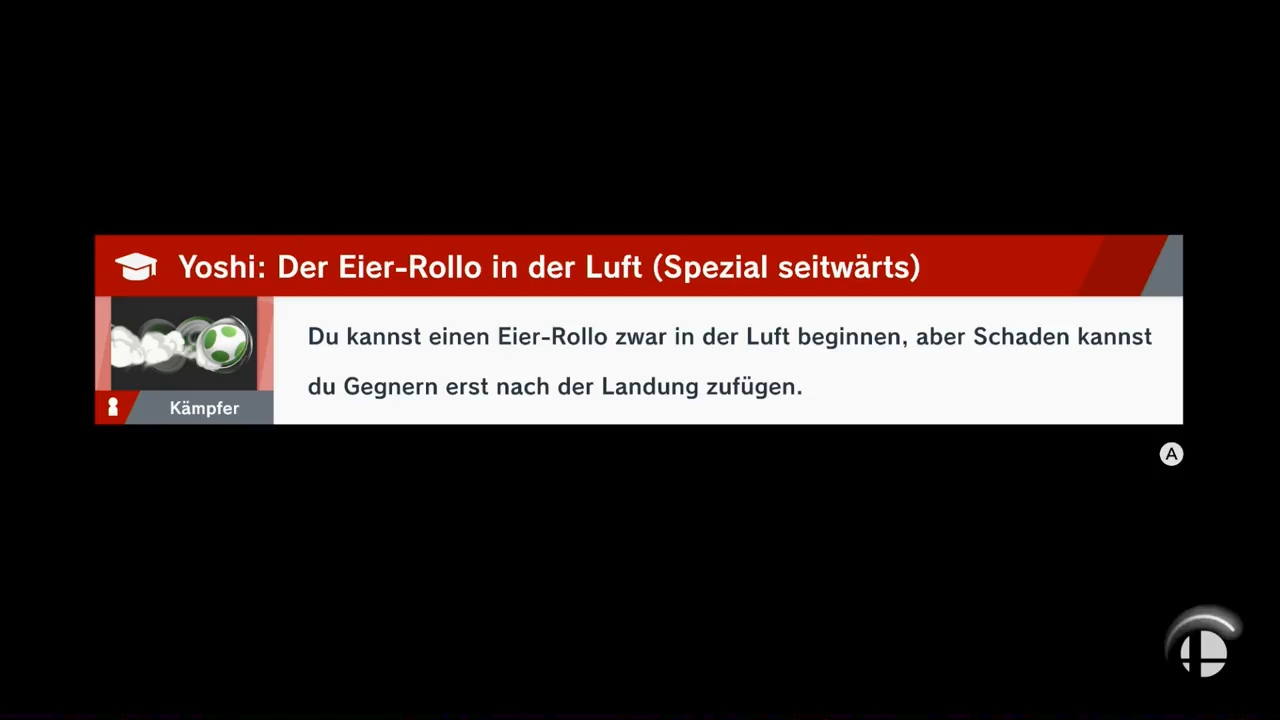 Yoshi: Der Eier-Rollo in der Luft (Spezial seitwärts)
Du kannst einen Eier-Rollo zwar in der Luft beginnen, aber Schaden kannst
du Gegnern erst nach der Landung zufügen.
Kämpfer
A